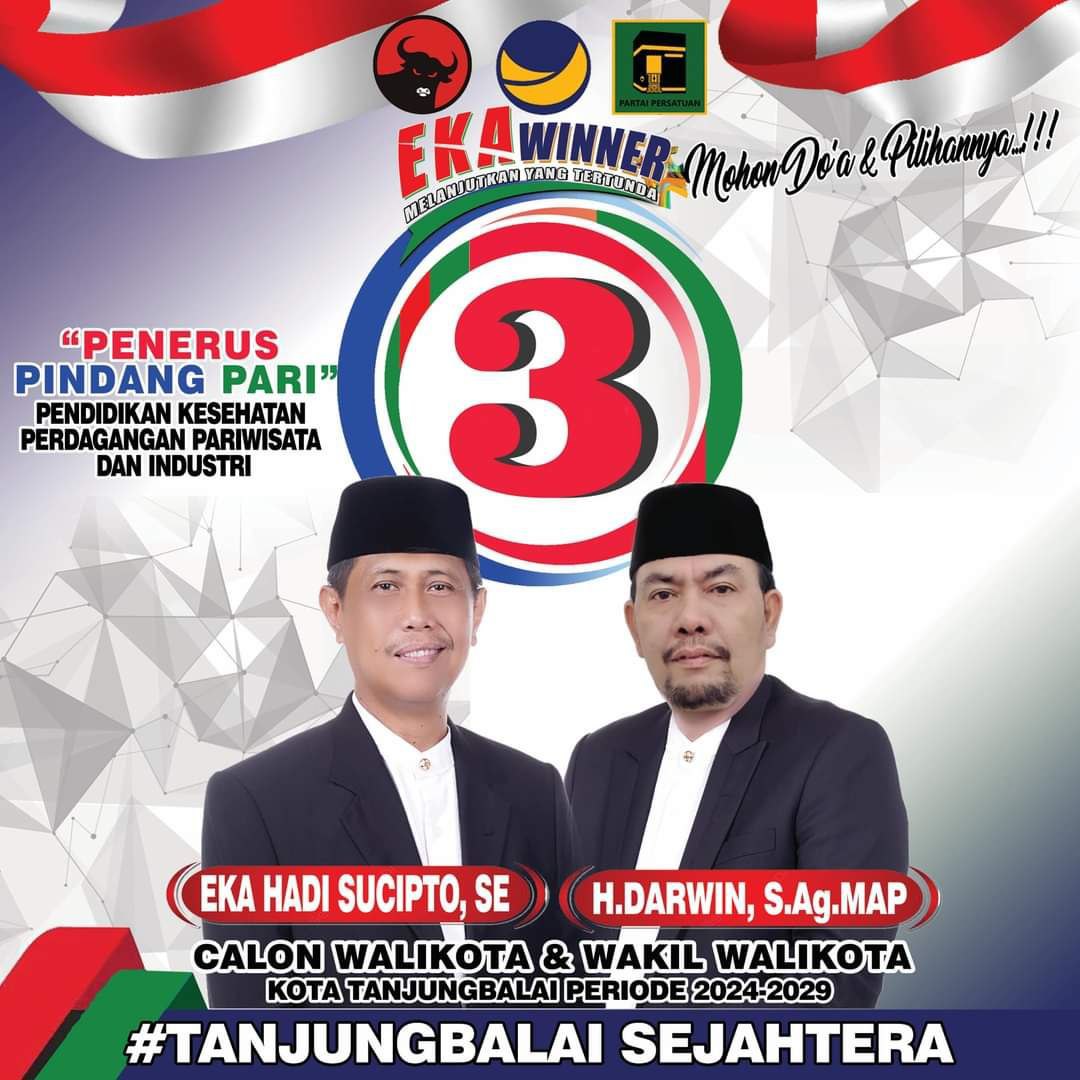 PARTAI PERSATUAN
EKA WINNER
MELANJUTKAN YANG TERTUNDA
Mohon Do'a & Pilihannya...!!!
3
"PENERUS
PINDANG PARI"
PENDIDIKAN KESEHATAN
PERDAGANGAN PARIWISATA
DAN INDUSTRI
EKA HADI SUCIPTO, SE
H.DARWIN, S.Ag.MAP
CALON WALIKOTA & WAKIL WALIKOTA
KOTA TANJUNGBALAI PERIODE 2024-2029
#TANJUNGBALAI SEJAHTERA